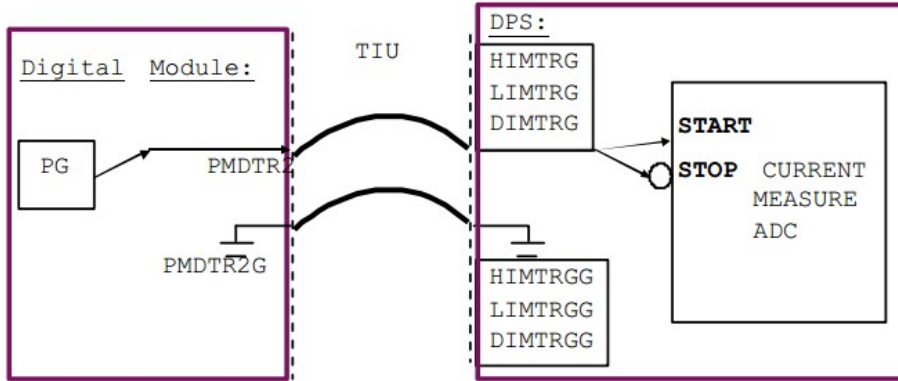 Digital Module:
PG
PMDTR2
PMDTR2G
TIU
DPS:
HIMTRG
LIMTRG
DIMTRG
START
STOP CURRENT
MEASURE
ADC
HIMTRGG
LIMTRGG
DIMTRGG